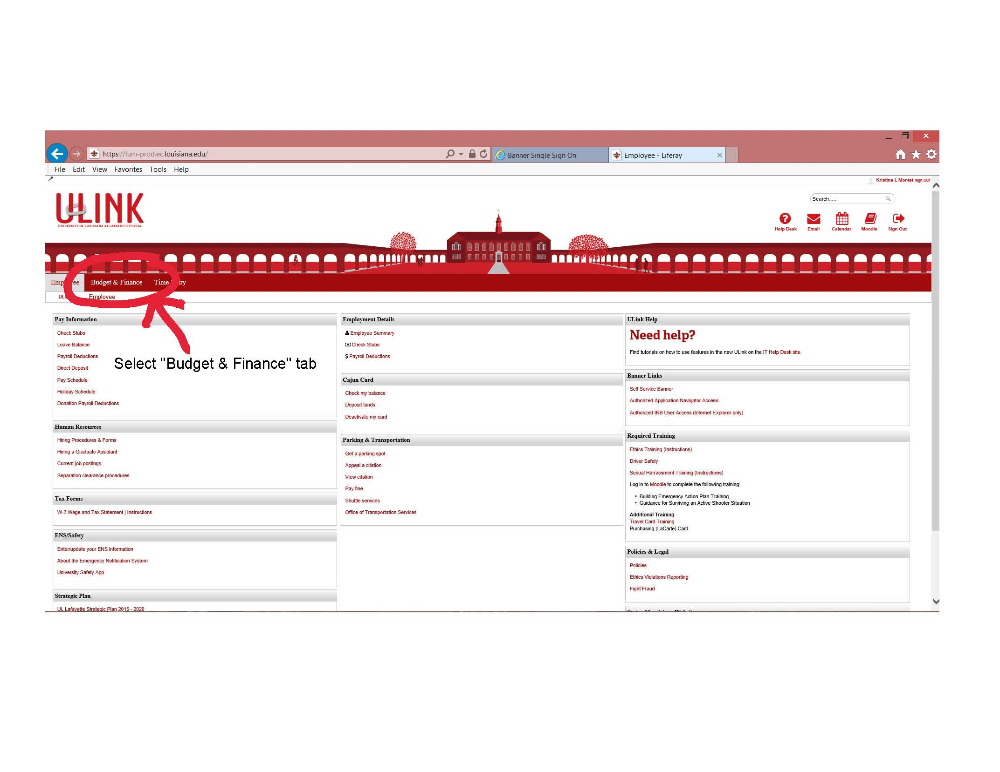 https://lum-prod.ec.louisiana.edu/
Banner Single Sign On
Employee - Liferay
File Edit View Favorites Tools Help
Kristina L Montet Sign Out
ULINK
UNIVERSITY OF LOUISIANA AT LAFAYETTE PORTAL
Search.....
Help Desk Email Calendar Moodle Sign Out
Budget & Finance Time
Employee
Select "Budget & Finance" tab
Pay Information
Check Stubs
Leave Balance
Payroll Deductions
Direct Deposit
Pay Schedule
Holiday Schedule
Donation Payroll Deductions
Human Resources
Hiring Procedures & Forms
Hiring a Graduate Assistant
Current job postings
Separation clearance procedures
Tax Forms
W-2 Wage and Tax Statement | Instructions
ENS/Safety
Enter/update your ENS information
About the Emergency Notification System
University Safety App
Strategic Plan
UL Lafayette Strategic Plan 2015 - 2020
Employment Details
Employee Summary
Check Stubs
$ Payroll Deductions
Cajun Card
Check my balance
Deposit funds
Deactivate my card
Parking & Transportation
Get a parking spot
Appeal a citation
View citation
Pay fine
Shuttle services
Office of Transportation Services
ULink Help
Need help?
Find tutorials on how to use features in the new ULink on the IT Help Desk site.
Banner Links
Self Service Banner
Authorized Application Navigator Access
Authorized INB User Access (Internet Explorer only)
Required Training
Ethics Training (Instructions)
Driver Safety
Sexual Harrassment Training (Instructions)
Log in to Moodle to complete the following training:
• Building Emergency Action Plan Training
• Guidance for Surviving an Active Shooter Situation
Additional Training
Travel Card Training
Purchasing (LaCarte) Card
Policies & Legal
Policies
Ethics Violations Reporting
Fight Fraud